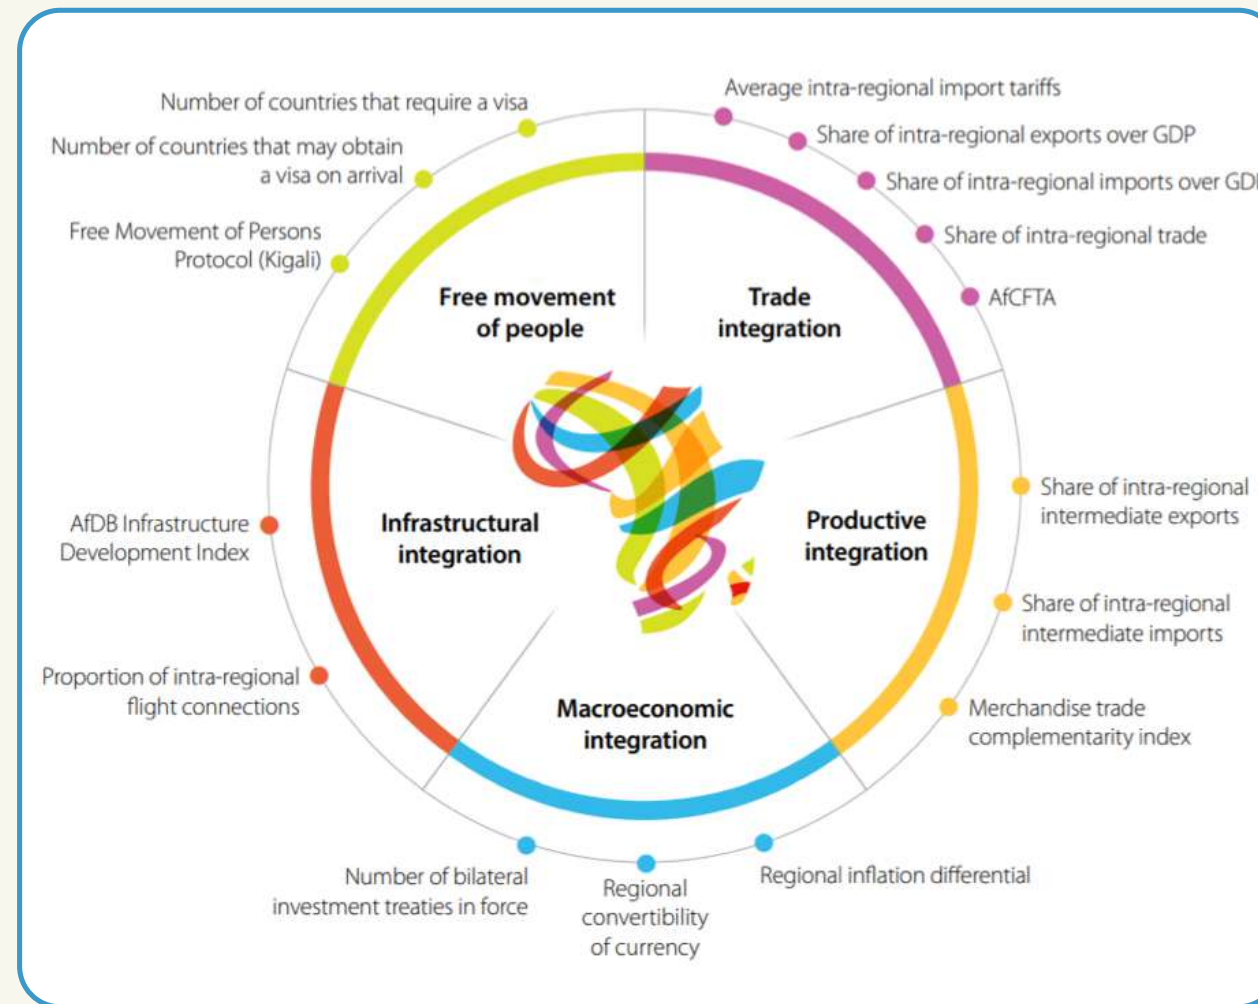 Number of countries that require a visa
Number of countries that may obtain
a visa on arrival
Free Movement of Persons
Protocol (Kigali)
Average intra-regional import tariffs
Share of intra-regional exports over GDP
Share of intra-regional imports over GD
Share of intra-regional trade
AfCFTA
Free movement
of people
Trade
integration
Infrastructural
integration
Productive
integration
Macroeconomic
integration
Share of intra-regional
intermediate exports
Share of intra-regional
intermediate imports
Merchandise trade
complementarity index
AfDB Infrastructure
Development Index
Proportion of intra-regional
flight connections
Number of bilateral
investment treaties in force
Regional
convertibility
of currency
Regional inflation differential